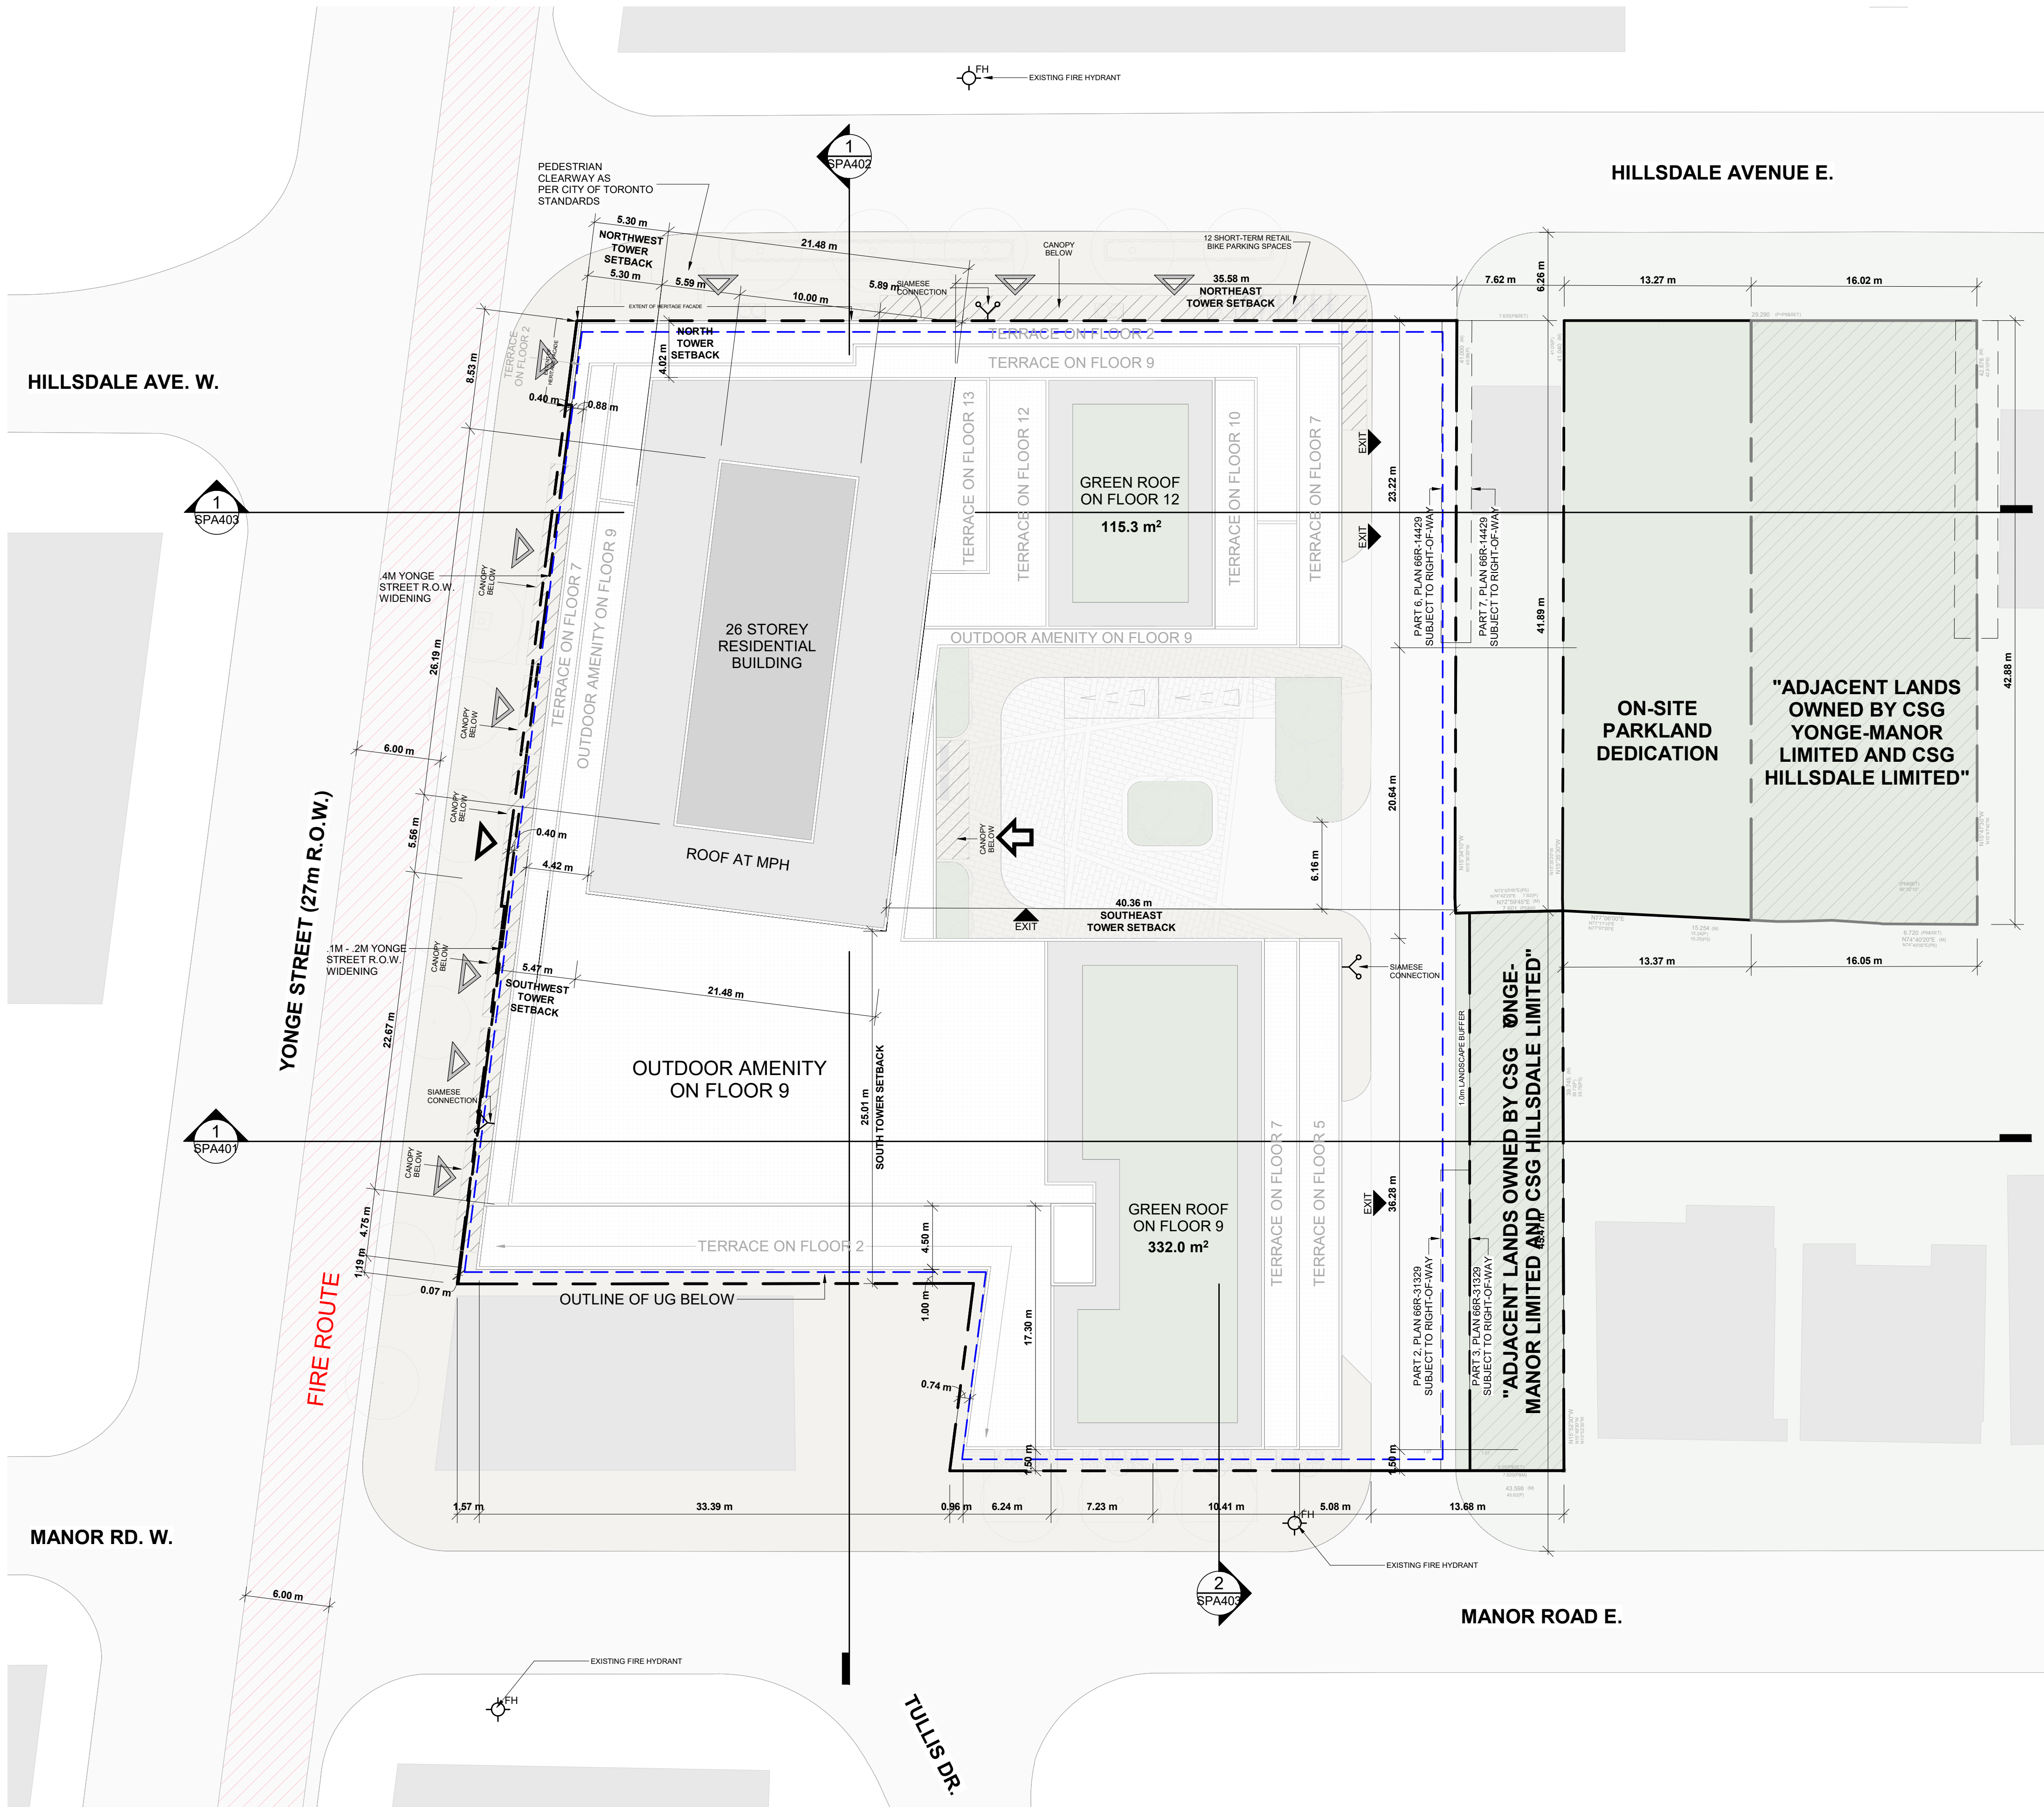 FH
EXISTING FIRE HYDRANT
1
SPA402
HILLSDALE AVENUE E.
PEDESTRIAN
CLEARWAY AS
PER CITY OF TORONTO
STANDARDS
5.30 m
NORTHWEST
TOWER
SETBACK
5.30 m
21.48 m
5.59 m
10.00 m
5.89 m
SIAMESE
CONNECTION
CANOPY
BELOW
12 SHORT-TERM RETAIL
BIKE PARKING SPACES
35.58 m
NORTHEAST
TOWER SETBACK
7.62 m
6.26 m
13.27 m
16.02 m
EXTENT OF HERITAGE FACADE
NORTH
TOWER
SETBACK
4.02 m
TERRACE ON FLOOR 2
TERRACE ON FLOOR 9
TERRACE
ON FLOOR 2
HILLSDALE AVE. W.
8.53 m
0.40 m
0.88 m
TERRACE ON FLOOR 13
TERRACE ON FLOOR 12
GREEN ROOF
ON FLOOR 12
115.3 m²
TERRACE ON FLOOR 10
TERRACE ON FLOOR 7
EXIT
EXIT
23.22 m
PART 6, PLAN 66R-14429
SUBJECT TO RIGHT-OF-WAY
PART 7, PLAN 66R-14429
SUBJECT TO RIGHT-OF-WAY
41.89 m
1
SPA403
.4M YONGE
STREET R.O.W.
WIDENING
CANOPY
BELOW
TERRACE ON FLOOR 7
OUTDOOR AMENITY ON FLOOR 9
26 STOREY
RESIDENTIAL
BUILDING
OUTDOOR AMENITY ON FLOOR 9
26.19 m
CANOPY
BELOW
ON-SITE
PARKLAND
DEDICATION
"ADJACENT LANDS
OWNED BY CSG
YONGE-MANOR
LIMITED AND CSG
HILLSDALE LIMITED"
42.88 m
6.00 m
20.64 m
YONGE STREET (27m R.O.W.)
5.56 m
CANOPY
BELOW
0.40 m
4.42 m
ROOF AT MPH
CANOPY
BELOW
6.16 m
40.36 m
SOUTHEAST
TOWER SETBACK
EXIT
.1M - .2M YONGE
STREET R.O.W.
WIDENING
CANOPY
BELOW
5.47 m
SOUTHWEST
TOWER
SETBACK
21.48 m
SIAMESE
CONNECTION
13.37 m
16.05 m
22.67 m
OUTDOOR AMENITY
ON FLOOR 9
25.01 m
SOUTH TOWER SETBACK
1.0m LANDSCAPE BUFFER
"ADJACENT LANDS OWNED BY CSG YONGE-
MANOR LIMITED AND CSG HILLSDALE LIMITED"
45.47 m
SIAMESE
CONNECTION
1
SPA401
CANOPY
BELOW
GREEN ROOF
ON FLOOR 9
332.0 m²
TERRACE ON FLOOR 7
TERRACE ON FLOOR 5
EXIT
36.28 m
PART 2, PLAN 66R-31329
SUBJECT TO RIGHT-OF-WAY
PART 3, PLAN 66R-31329
SUBJECT TO RIGHT-OF-WAY
4.75 m
1.19 m
TERRACE ON FLOOR 2
4.50 m
0.07 m
OUTLINE OF UG BELOW
1.00 m
17.30 m
FIRE ROUTE
0.74 m
1.50 m
1.50 m
1.57 m
33.39 m
0.96 m
6.24 m
7.23 m
10.41 m
5.08 m
13.68 m
FH
EXISTING FIRE HYDRANT
MANOR RD. W.
6.00 m
2
SPA403
MANOR ROAD E.
EXISTING FIRE HYDRANT
FH
TULLIS DR.